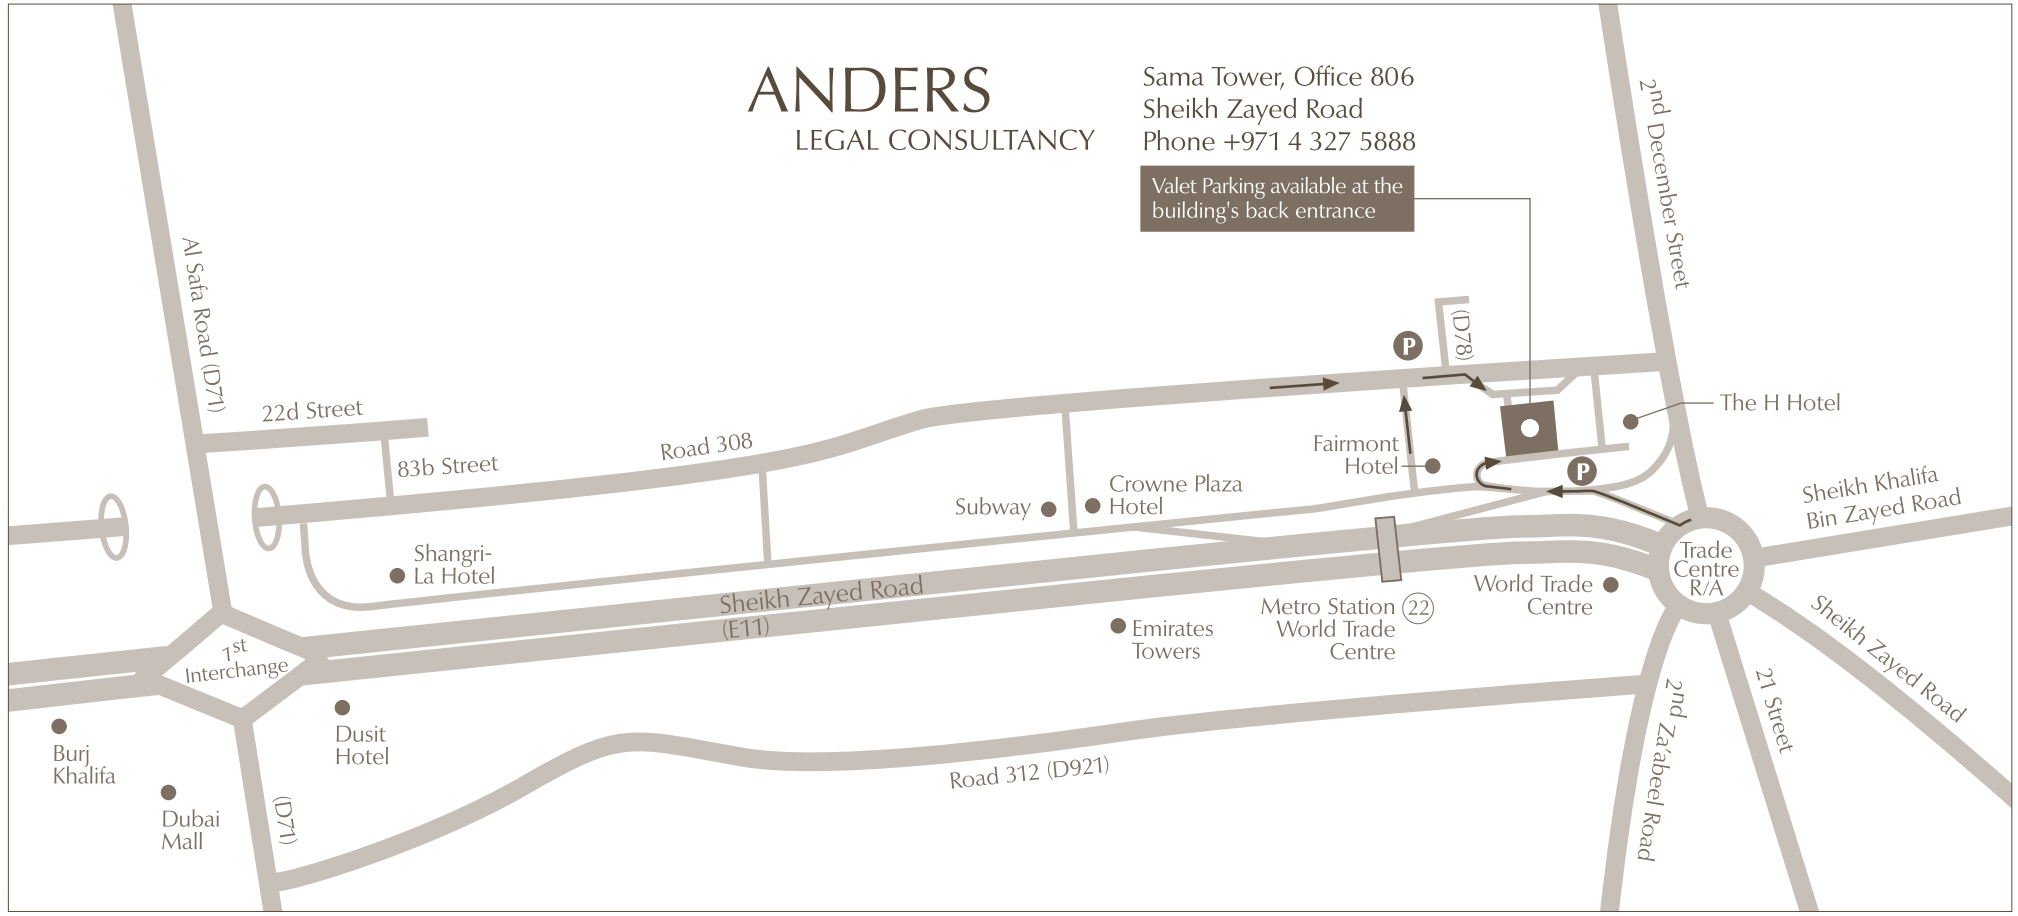 ANDERS
LEGAL CONSULTANCY
Sama Tower, Office 806
Sheikh Zayed Road
Phone +971 4 327 5888
Valet Parking available at the
building's back entrance
2nd December Street
Al Safa Road (D71)
(D78)
P
22d Street
83b Street
Road 308
The H Hotel
Fairmont
Hotel
P
Subway
Crowne Plaza
Hotel
Sheikh Khalifa
Bin Zayed Road
Shangri-
La Hotel
Trade
Centre
R/A
Sheikh Zayed Road
(E11)
Metro Station 22
World Trade
Centre
World Trade
Centre
Emirates
Towers
1st
Interchange
Sheikh Zayed Road
21 Street
2nd Za'abeel Road
Burj
Khalifa
Dusit
Hotel
Dubai
Mall
(D71)
Road 312 (D921)